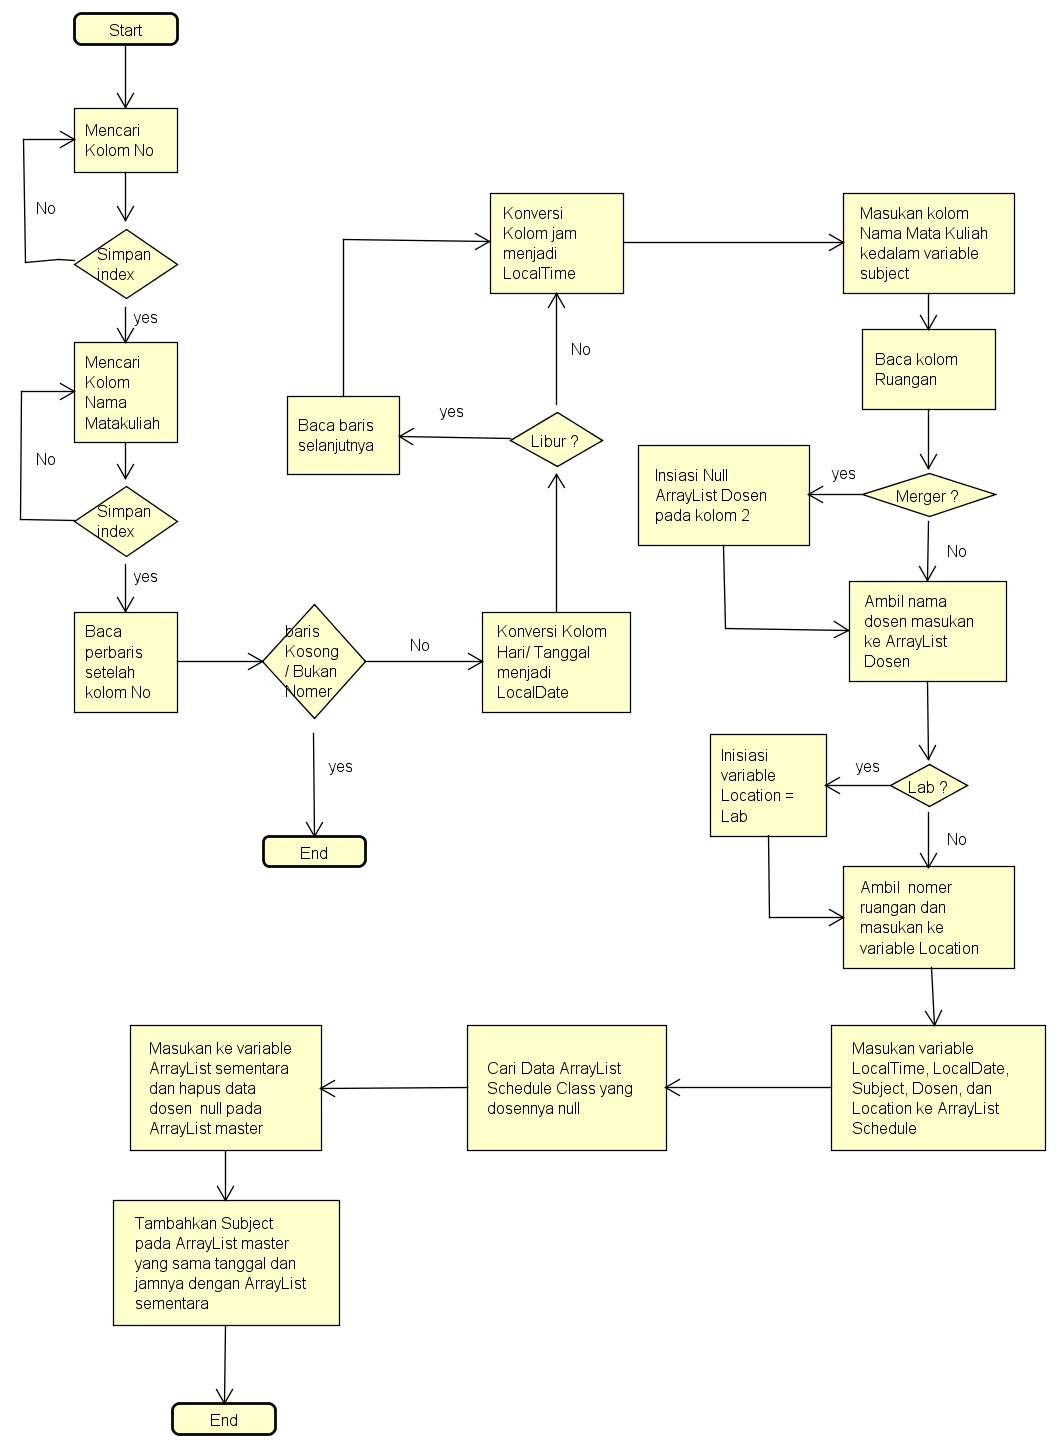 Start
Mencari
Kolom No
No
Simpan
index
yes
Mencari
Kolom
Nama
Matakuliah
No
Simpan
index
yes
Baca
perbaris
setelah
kolom No
baris
Kosong
/ Bukan
Nomer
yes
End
No
Konversi Kolom
Hari/ Tanggal
menjadi
LocalDate
Libur ?
yes
Baca baris
selanjutnya
No
Konversi
Kolom jam
menjadi
LocalTime
Masukan kolom
Nama Mata Kuliah
kedalam variable
subject
Baca kolom
Ruangan
Merger ?
yes
Insiasi Null
ArrayList Dosen
pada kolom 2
No
Ambil nama
dosen masukan
ke ArrayList
Dosen
Lab ?
yes
Inisiasi
variable
Location =
Lab
No
Ambil  nomer
ruangan dan
masukan ke
variable Location
Masukan variable
LocalTime, LocalDate,
Subject, Dosen, dan
Location ke ArrayList
Schedule
Cari Data ArrayList
Schedule Class yang
dosennya null
Masukan ke variable
ArrayList sementara
dan hapus data
dosen  null pada
ArrayList master
Tambahkan Subject
pada ArrayList master
yang sama tanggal dan
jamnya dengan ArrayList
sementara
End